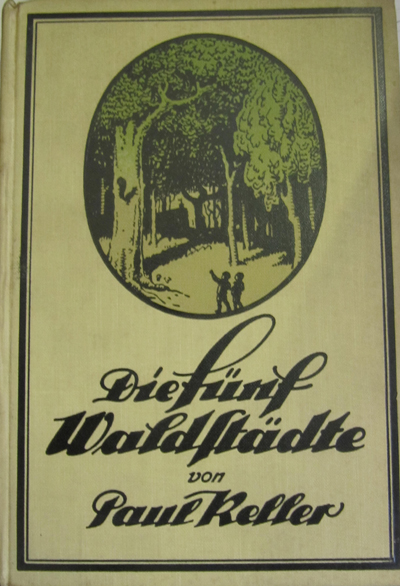 Die fünf
Waldstädte
von
Paul Keller